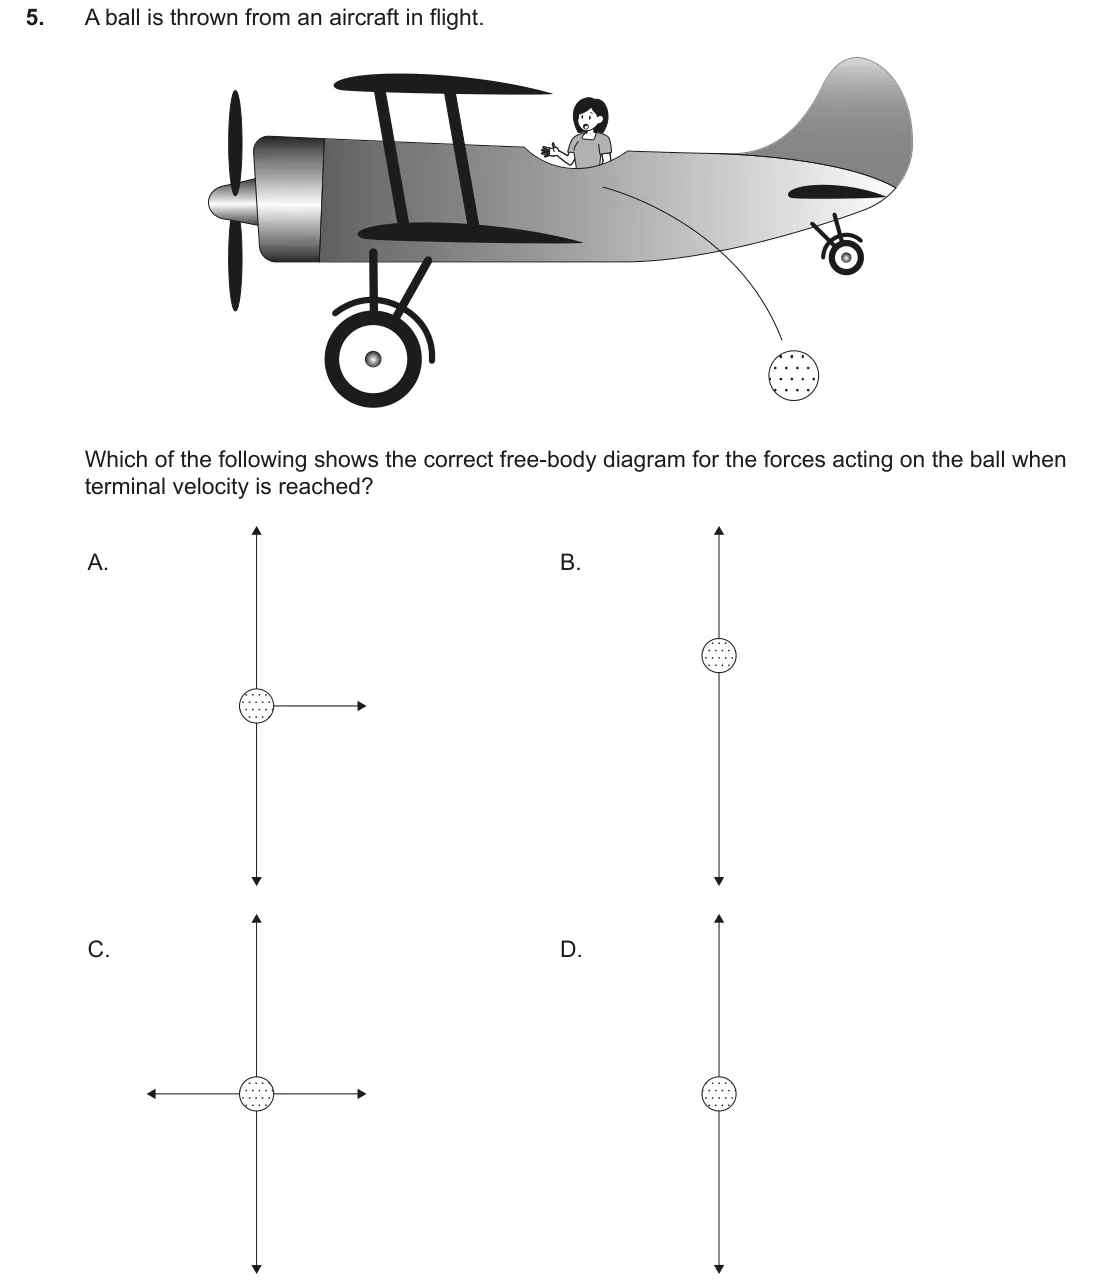 5. A ball is thrown from an aircraft in flight.
Which of the following shows the correct free-body diagram for the forces acting on the ball when
terminal velocity is reached?
A. B.
C. D.